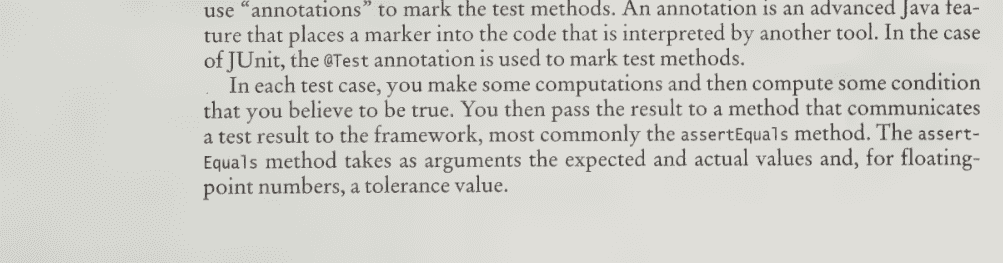 use “annotations” to mark the test methods. An annotation is an advanced Java fea-
ture that places a marker into the code that is interpreted by another tool. In the case
of JUnit, the @Test annotation is used to mark test methods.
In each test case, you make some computations and then compute some condition
that you believe to be true. You then pass the result to a method that communicates
a test result to the framework, most commonly the assertEquals method. The assert-
Equals method takes as arguments the expected and actual values and, for floating-
point numbers, a tolerance value.